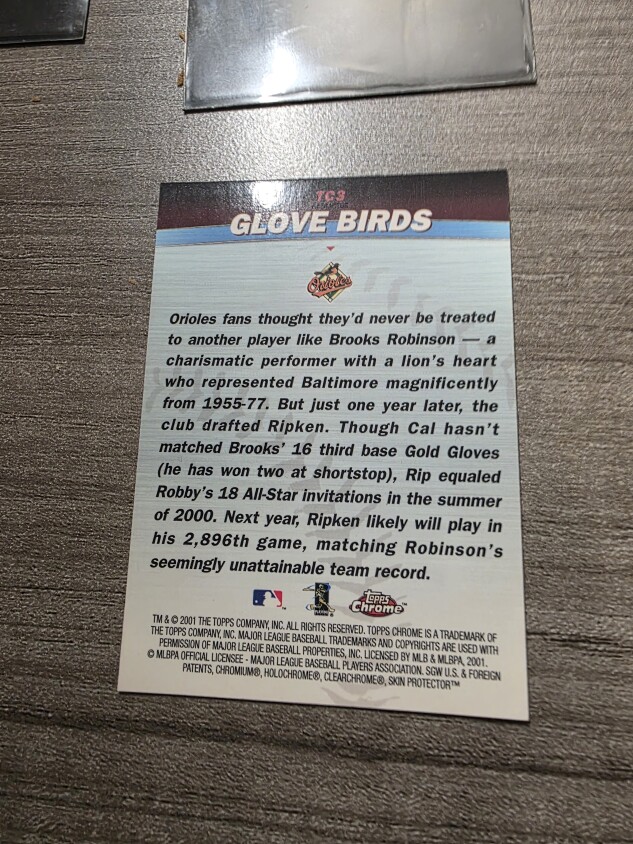 TC3
GLOVE BIRDS
Orioles
Orioles fans thought they'd never be treated
to another player like Brooks Robinson — a
charismatic performer with a lion's heart
who represented Baltimore magnificently
from 1955-77. But just one year later, the
club drafted Ripken. Though Cal hasn't
matched Brooks' 16 third base Gold Gloves
(he has won two at shortstop), Rip equaled
Robby's 18 All-Star invitations in the summer
of 2000. Next year, Ripken likely will play in
his 2,896th game, matching Robinson's
seemingly unattainable team record.
Topps
Chrome™
TM & © 2001 THE TOPPS COMPANY, INC. ALL RIGHTS RESERVED. TOPPS CHROME IS A TRADEMARK OF
THE TOPPS COMPANY, INC. MAJOR LEAGUE BASEBALL TRADEMARKS AND COPYRIGHTS ARE USED WITH
PERMISSION OF MAJOR LEAGUE BASEBALL PROPERTIES, INC. LICENSED BY MLB & MLBPA, 2001.
© MLBPA OFFICIAL LICENSEE - MAJOR LEAGUE BASEBALL PLAYERS ASSOCIATION. SGW U.S. & FOREIGN
PATENTS, CHROMIUM®, HOLOCHROME®, CLEARCHROME®, SKIN PROTECTOR™